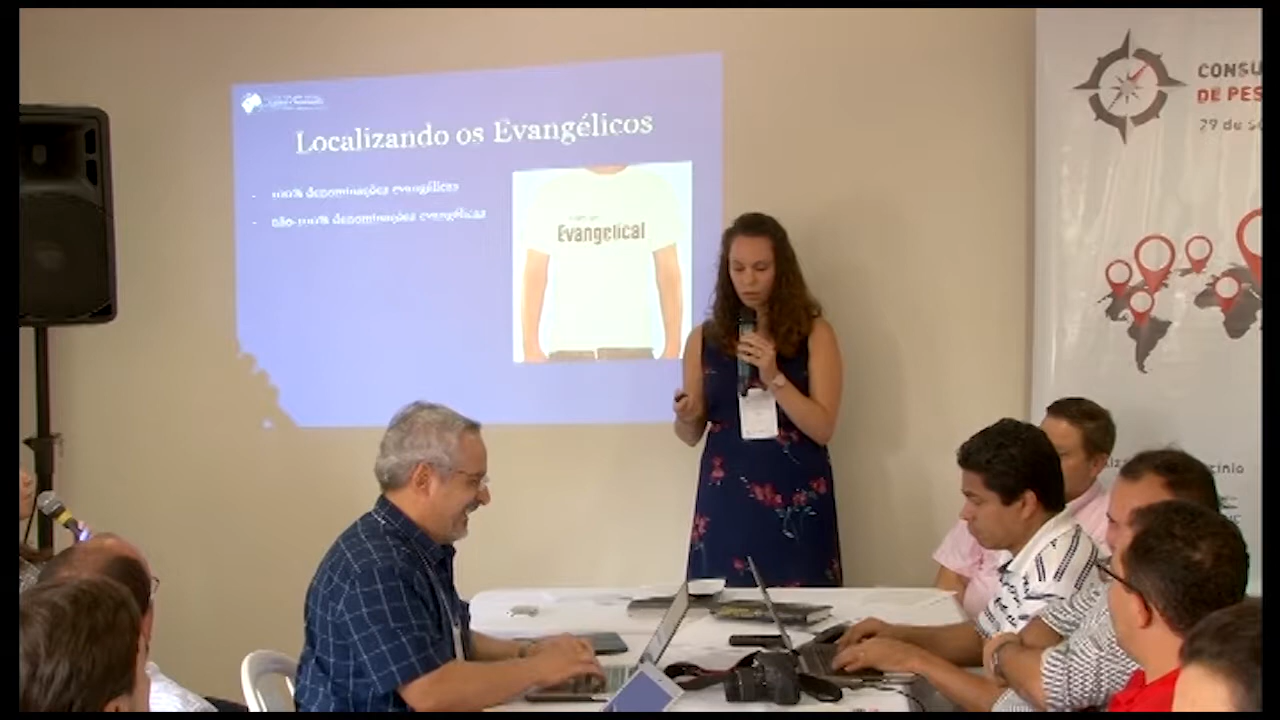 Localizando os Evangélicos
- 100% denominações evangélicas
- não-100% denominações evangélicas
Evangelical
CONSU
DE PES
29 de S